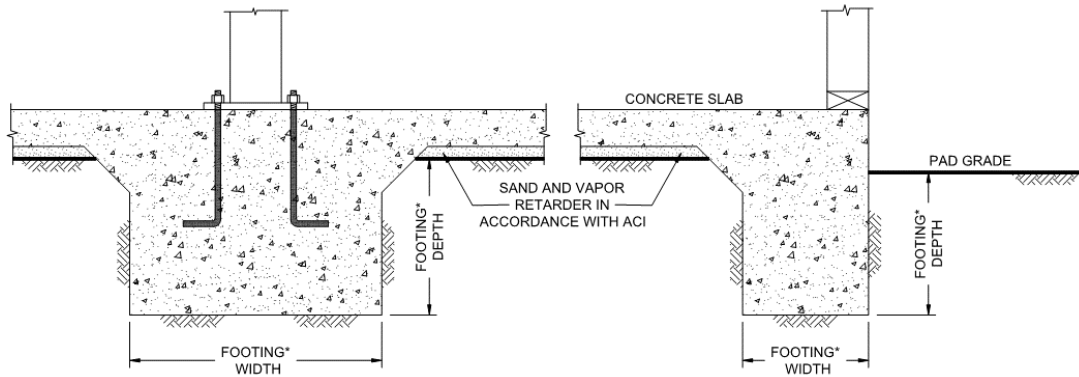 CONCRETE SLAB
PAD GRADE
SAND AND VAPOR
RETARDER IN
ACCORDANCE WITH ACI
FOOTING*
DEPTH
FOOTING*
DEPTH
FOOTING*
WIDTH
FOOTING*
WIDTH